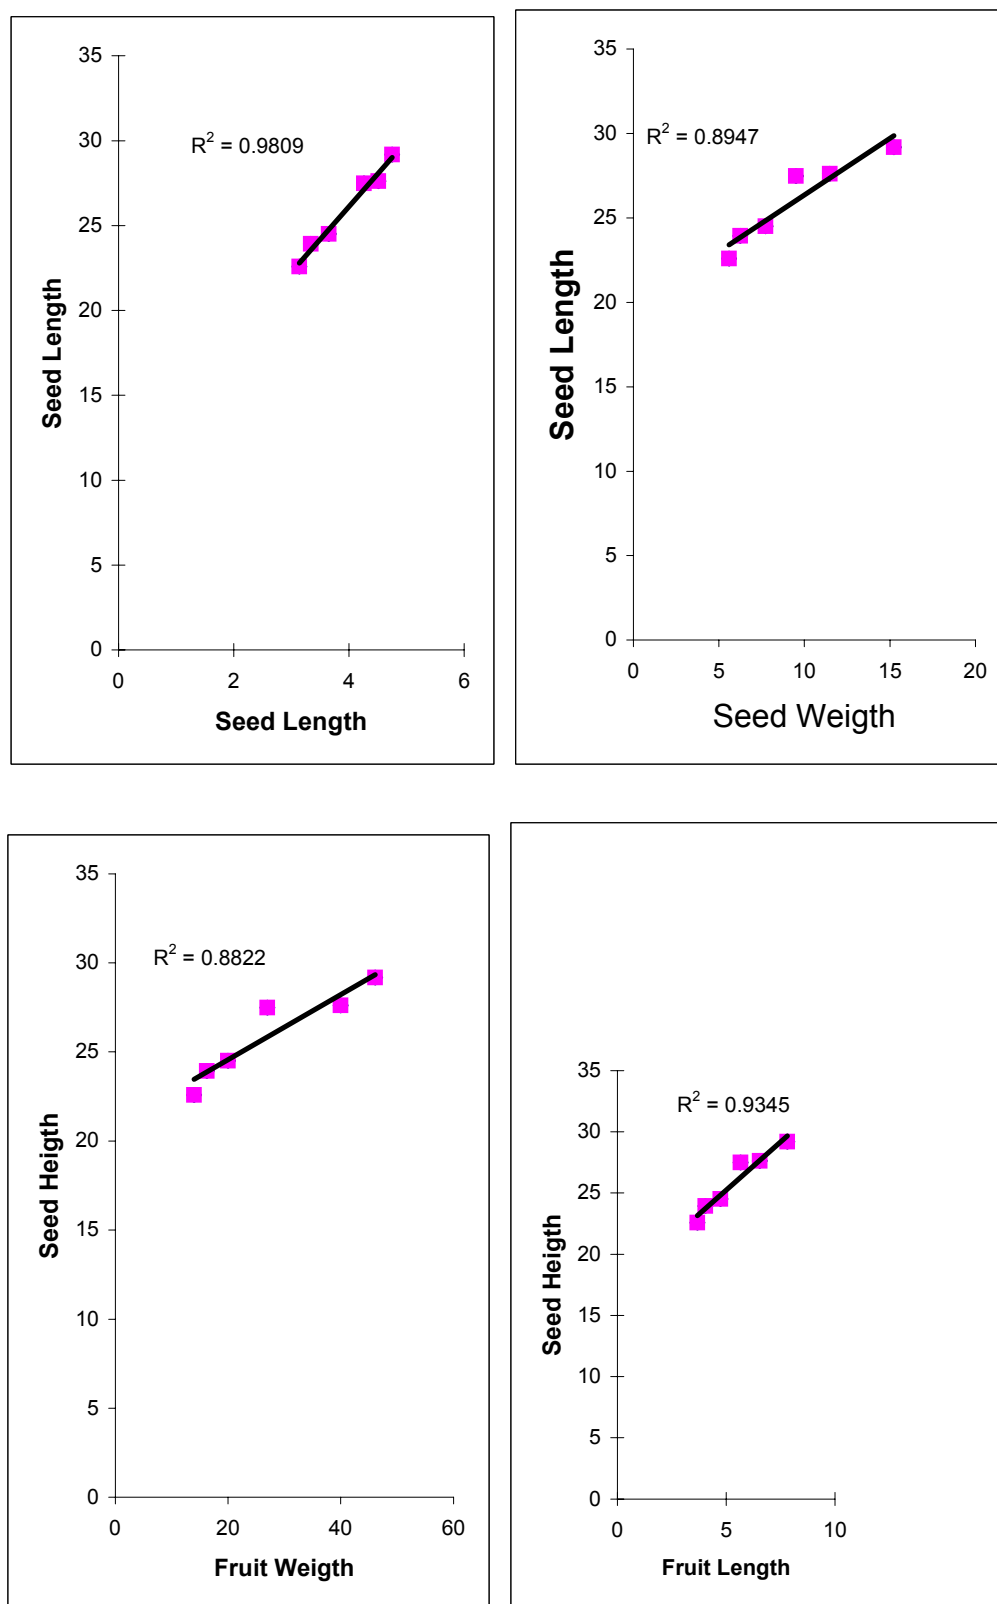 35
30
25
20
15
10
5
0
R² = 0.9809
Seed Length
0 2 4 6
Seed Length
35
30
25
20
15
10
5
0
R² = 0.8947
Seed Length
0 5 10 15 20
Seed Weigth
35
30
25
20
15
10
5
0
R² = 0.8822
Seed Heigth
0 20 40 60
Fruit Weigth
35
30
25
20
15
10
5
0
R² = 0.9345
Seed Heigth
0 5 10
Fruit Length